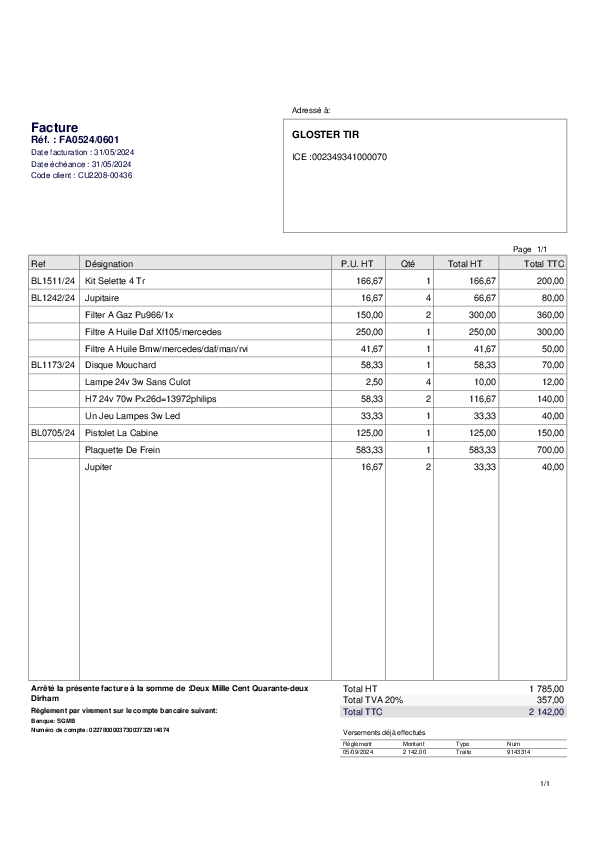 Adressé à:
Facture
Réf. : FA0524/0601
Date facturation : 31/05/2024
Date échéance : 31/05/2024
Code client : CU2208-00436
GLOSTER TIR
ICE :002349341000070
Page 1/1
Ref Désignation P.U. HT Qté Total HT Total TTC
BL1511/24 Kit Selette 4 Tr 166,67 1 166,67 200,00
BL1242/24 Jupitaire 16,67 4 66,67 80,00
Filter A Gaz Pu966/1x 150,00 2 300,00 360,00
Filtre A Huile Daf Xf105/mercedes 250,00 1 250,00 300,00
Filtre A Huile Bmw/mercedes/daf/man/rvi 41,67 1 41,67 50,00
BL1173/24 Disque Mouchard 58,33 1 58,33 70,00
Lampe 24v 3w Sans Culot 2,50 4 10,00 12,00
H7 24v 70w Px26d=13972philips 58,33 2 116,67 140,00
Un Jeu Lampes 3w Led 33,33 1 33,33 40,00
BL0705/24 Pistolet La Cabine 125,00 1 125,00 150,00
Plaquette De Frein 583,33 1 583,33 700,00
Jupiter 16,67 2 33,33 40,00
Arrêté la présente facture à la somme de :Deux Mille Cent Quarante-deux
Dirham
Règlement par virement sur le compte bancaire suivant:
Banque: SGMB
Numéro de compte: 022780000373003732914874
Total HT 1 785,00
Total TVA 20% 357,00
Total TTC 2 142,00
Versements déjà effectués
Règlement Montant Type Num
05/09/2024 2 142,00 Traite 9143314
1/1